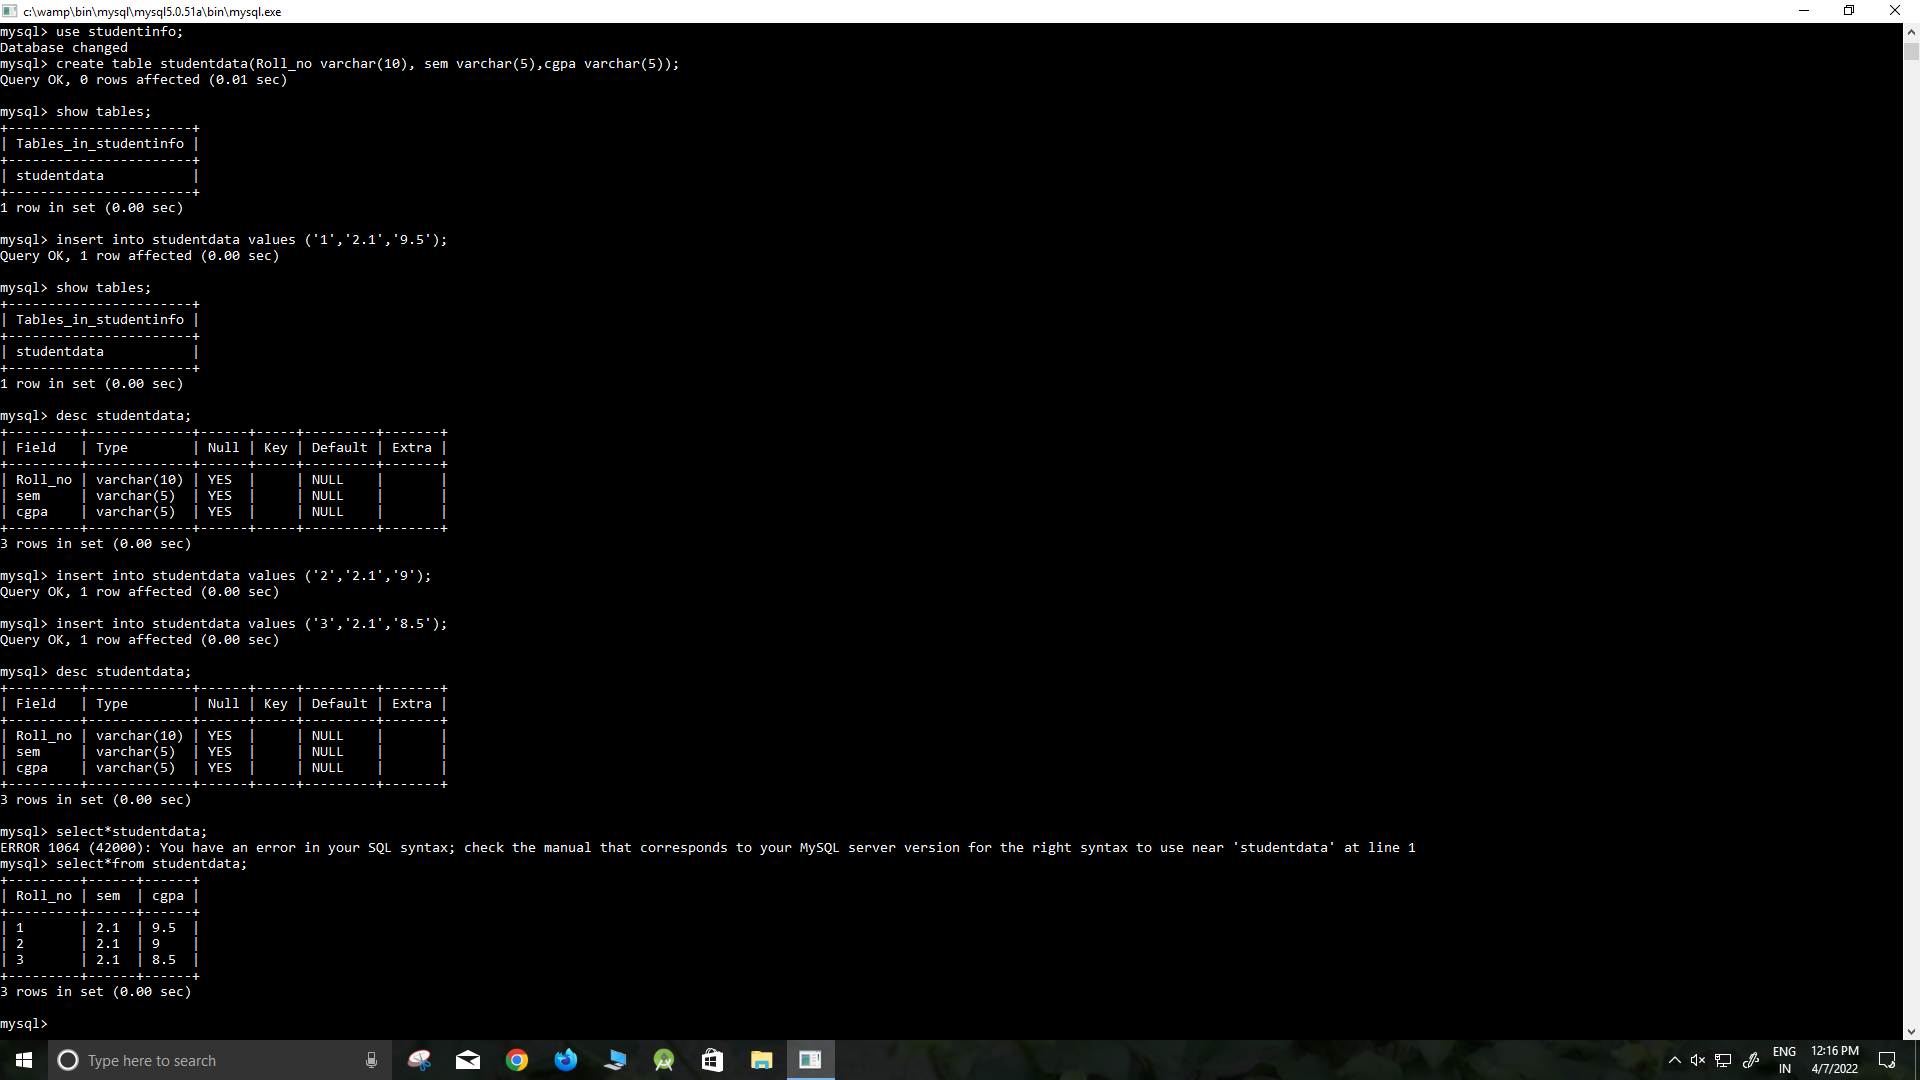 c:\wamp\bin\mysql\mysql5.0.51a\bin\mysql.exe
mysql> use studentinfo;
Database changed
mysql> create table studentdata(Roll_no varchar(10), sem varchar(5),cgpa varchar(5));
Query OK, 0 rows affected (0.01 sec)

mysql> show tables;
+-----------------------+
| Tables_in_studentinfo |
+-----------------------+
| studentdata           |
+-----------------------+
1 row in set (0.00 sec)

mysql> insert into studentdata values ('1','2.1','9.5');
Query OK, 1 row affected (0.00 sec)

mysql> show tables;
+-----------------------+
| Tables_in_studentinfo |
+-----------------------+
| studentdata           |
+-----------------------+
1 row in set (0.00 sec)

mysql> desc studentdata;
+---------+-------------+------+-----+---------+-------+
| Field   | Type        | Null | Key | Default | Extra |
+---------+-------------+------+-----+---------+-------+
| Roll_no | varchar(10) | YES  |     | NULL    |       |
| sem     | varchar(5)  | YES  |     | NULL    |       |
| cgpa    | varchar(5)  | YES  |     | NULL    |       |
+---------+-------------+------+-----+---------+-------+
3 rows in set (0.00 sec)

mysql> insert into studentdata values ('2','2.1','9');
Query OK, 1 row affected (0.00 sec)

mysql> insert into studentdata values ('3','2.1','8.5');
Query OK, 1 row affected (0.00 sec)

mysql> desc studentdata;
+---------+-------------+------+-----+---------+-------+
| Field   | Type        | Null | Key | Default | Extra |
+---------+-------------+------+-----+---------+-------+
| Roll_no | varchar(10) | YES  |     | NULL    |       |
| sem     | varchar(5)  | YES  |     | NULL    |       |
| cgpa    | varchar(5)  | YES  |     | NULL    |       |
+---------+-------------+------+-----+---------+-------+
3 rows in set (0.00 sec)

mysql> select*studentdata;
ERROR 1064 (42000): You have an error in your SQL syntax; check the manual that corresponds to your MySQL server version for the right syntax to use near 'studentdata' at line 1
mysql> select*from studentdata;
+---------+------+------+
| Roll_no | sem  | cgpa |
+---------+------+------+
| 1       | 2.1  | 9.5  |
| 2       | 2.1  | 9    |
| 3       | 2.1  | 8.5  |
+---------+------+------+
3 rows in set (0.00 sec)

mysql>
Type here to search
ENG
IN
12:16 PM
4/7/2022